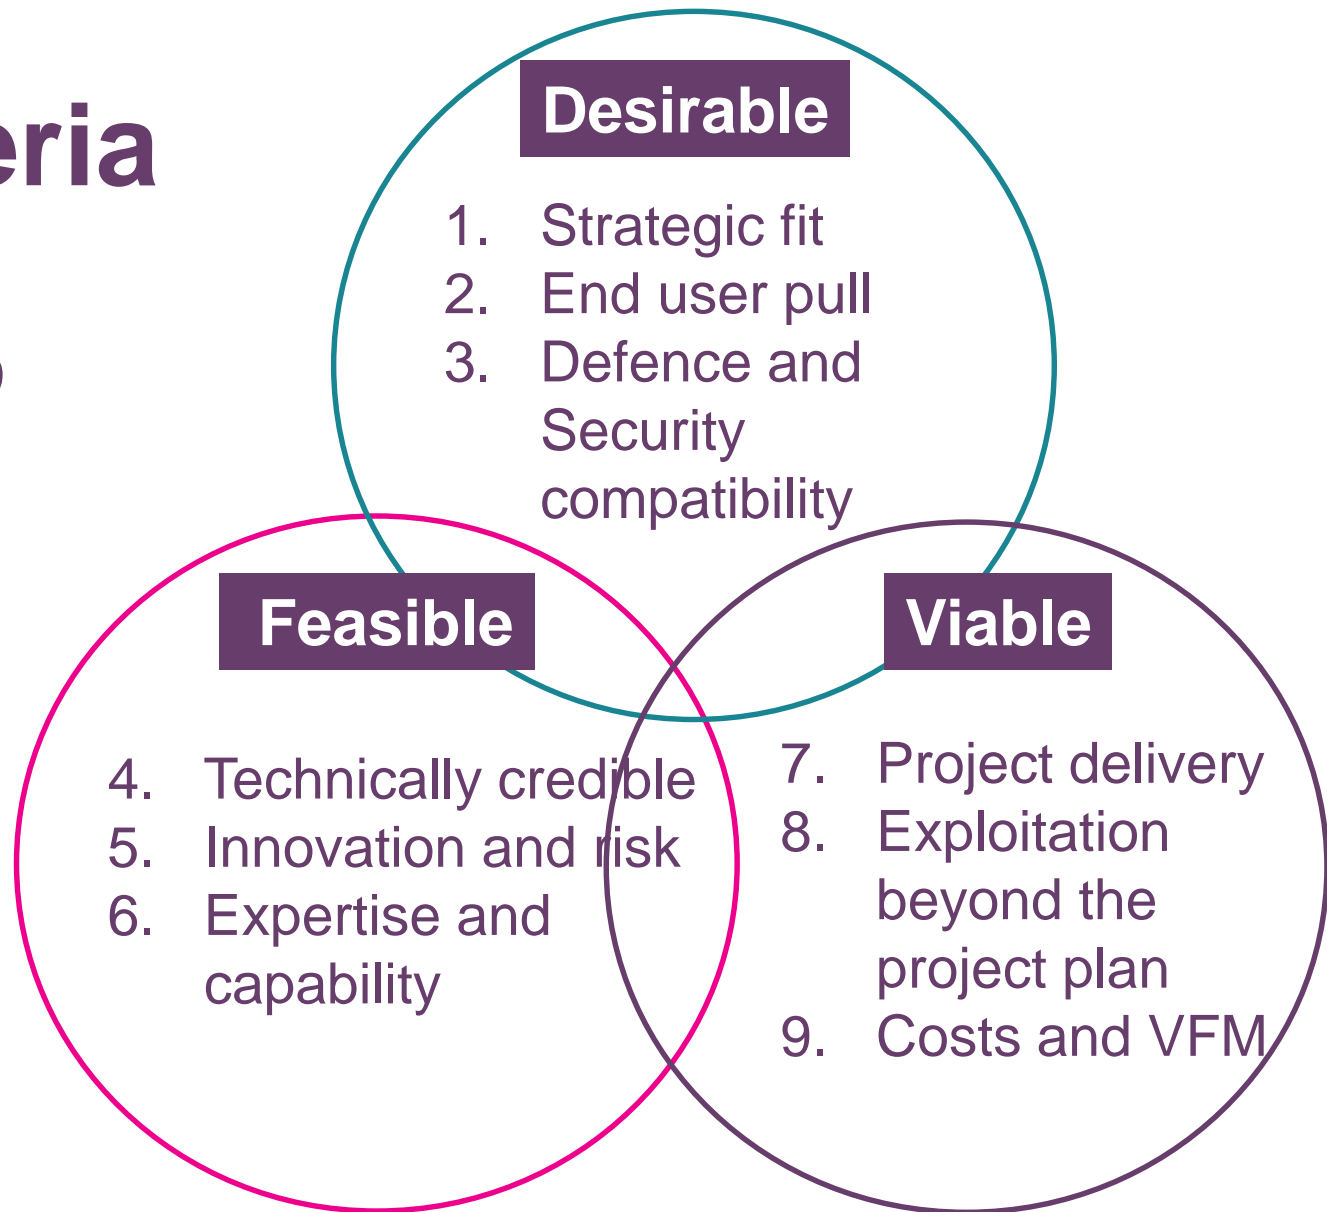 eria
Desirable
1. Strategic fit
2. End user pull
3. Defence and
Security
compatibility
Feasible
4. Technically credible
5. Innovation and risk
6. Expertise and
capability
Viable
7. Project delivery
8. Exploitation
beyond the
project plan
9. Costs and VFM